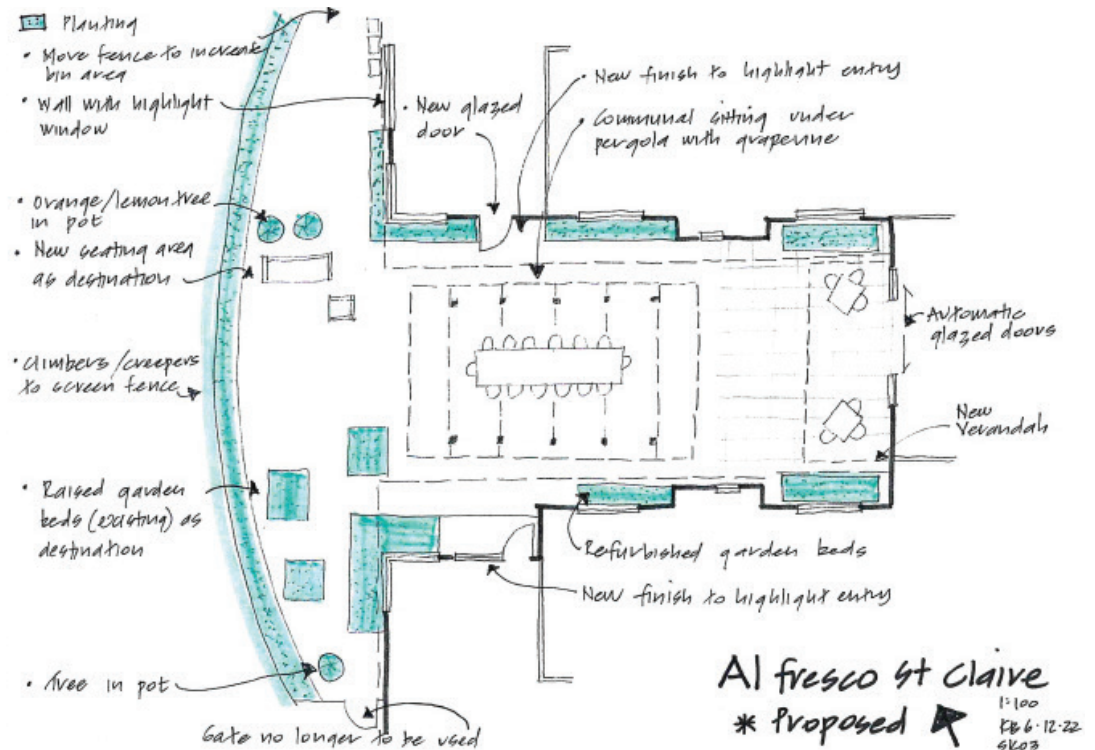 Planting
• Move fence to increase
bin area
• Wall with highlight
window
• Orange/lemon tree
in pot
• New seating area
as destination
• Climbers/creepers
to screen fence
• Raised garden
beds (existing) as
destination
• Tree in pot
Gate no longer to be used
• New glazed
door
• New finish to highlight entry
• Communal sitting under
pergola with grapevine
Automatic
glazed doors
New
Verandah
Refurbished garden beds
New finish to highlight entry
Al fresco St Claire
* Proposed
1:100
6.12.22
SK03